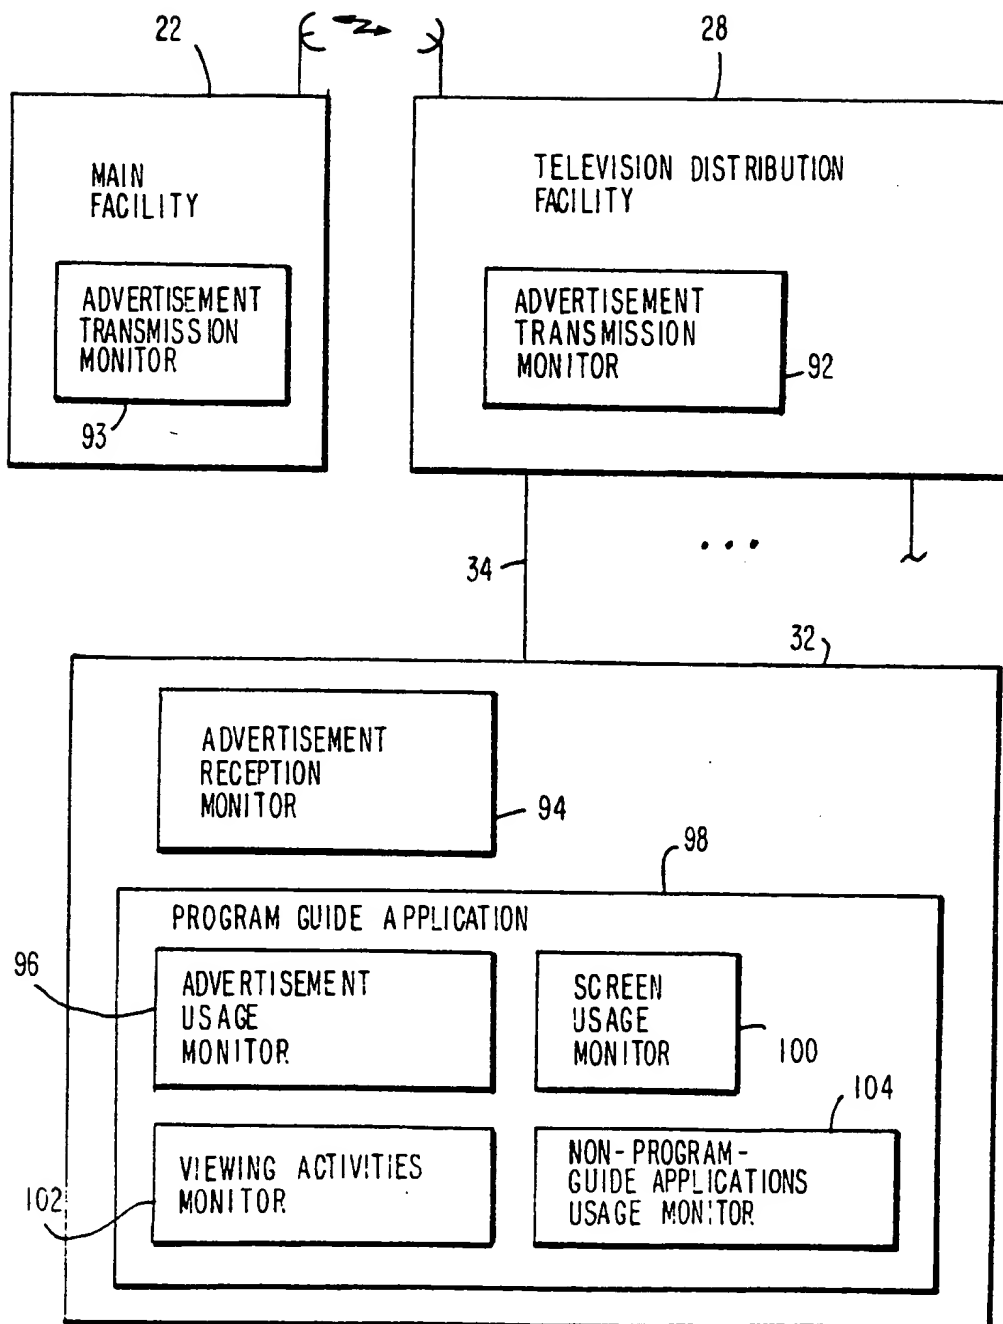 22
28
MAIN
FACILITY
TELEVISION DISTRIBUTION
FACILITY
ADVERTISEMENT
TRANSMISSION
MONITOR
93
ADVERTISEMENT
TRANSMISSION
MONITOR
92
34
...
32
ADVERTISEMENT
RECEPTION
MONITOR
94
98
PROGRAM GUIDE APPLICATION
96
ADVERTISEMENT
USAGE
MONITOR
SCREEN
USAGE
MONITOR
100
104
VIEWING ACTIVITIES
MONITOR
102
NON-PROGRAM-
GUIDE APPLICATIONS
USAGE MONITOR